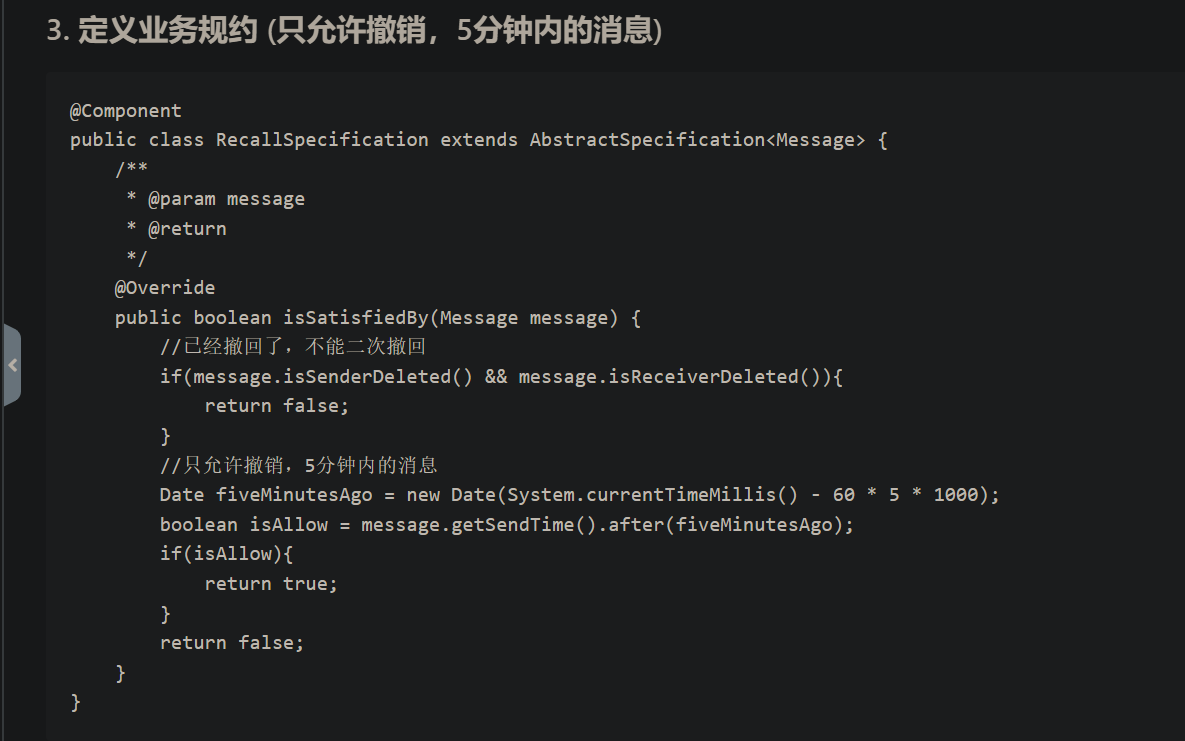 3. 定义业务规约 (只允许撤销，5分钟内的消息)
@Component
public class RecallSpecification extends AbstractSpecification<Message> {
    /**
     * @param message
     * @return
     */
    @Override
    public boolean isSatisfiedBy(Message message) {
        //已经撤回了，不能二次撤回
        if(message.isSenderDeleted() && message.isReceiverDeleted()){
            return false;
        }
        //只允许撤销，5分钟内的消息
        Date fiveMinutesAgo = new Date(System.currentTimeMillis() - 60 * 5 * 1000);
        boolean isAllow = message.getSendTime().after(fiveMinutesAgo);
        if(isAllow){
            return true;
        }
        return false;
    }
}